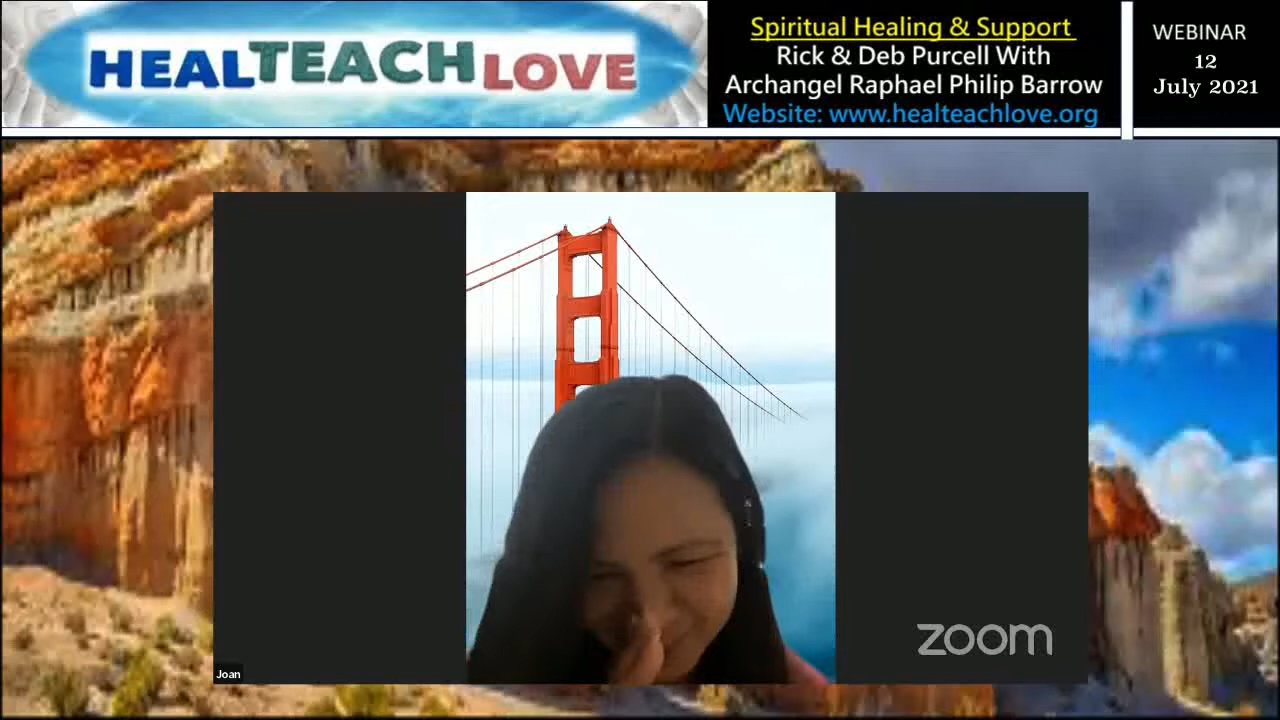 HEALTEACHLOVE
Spiritual Healing & Support
Rick & Deb Purcell With
Archangel Raphael Philip Barrow
Website: www.healteachlove.org
WEBINAR
12
July 2021
zoom
Joan